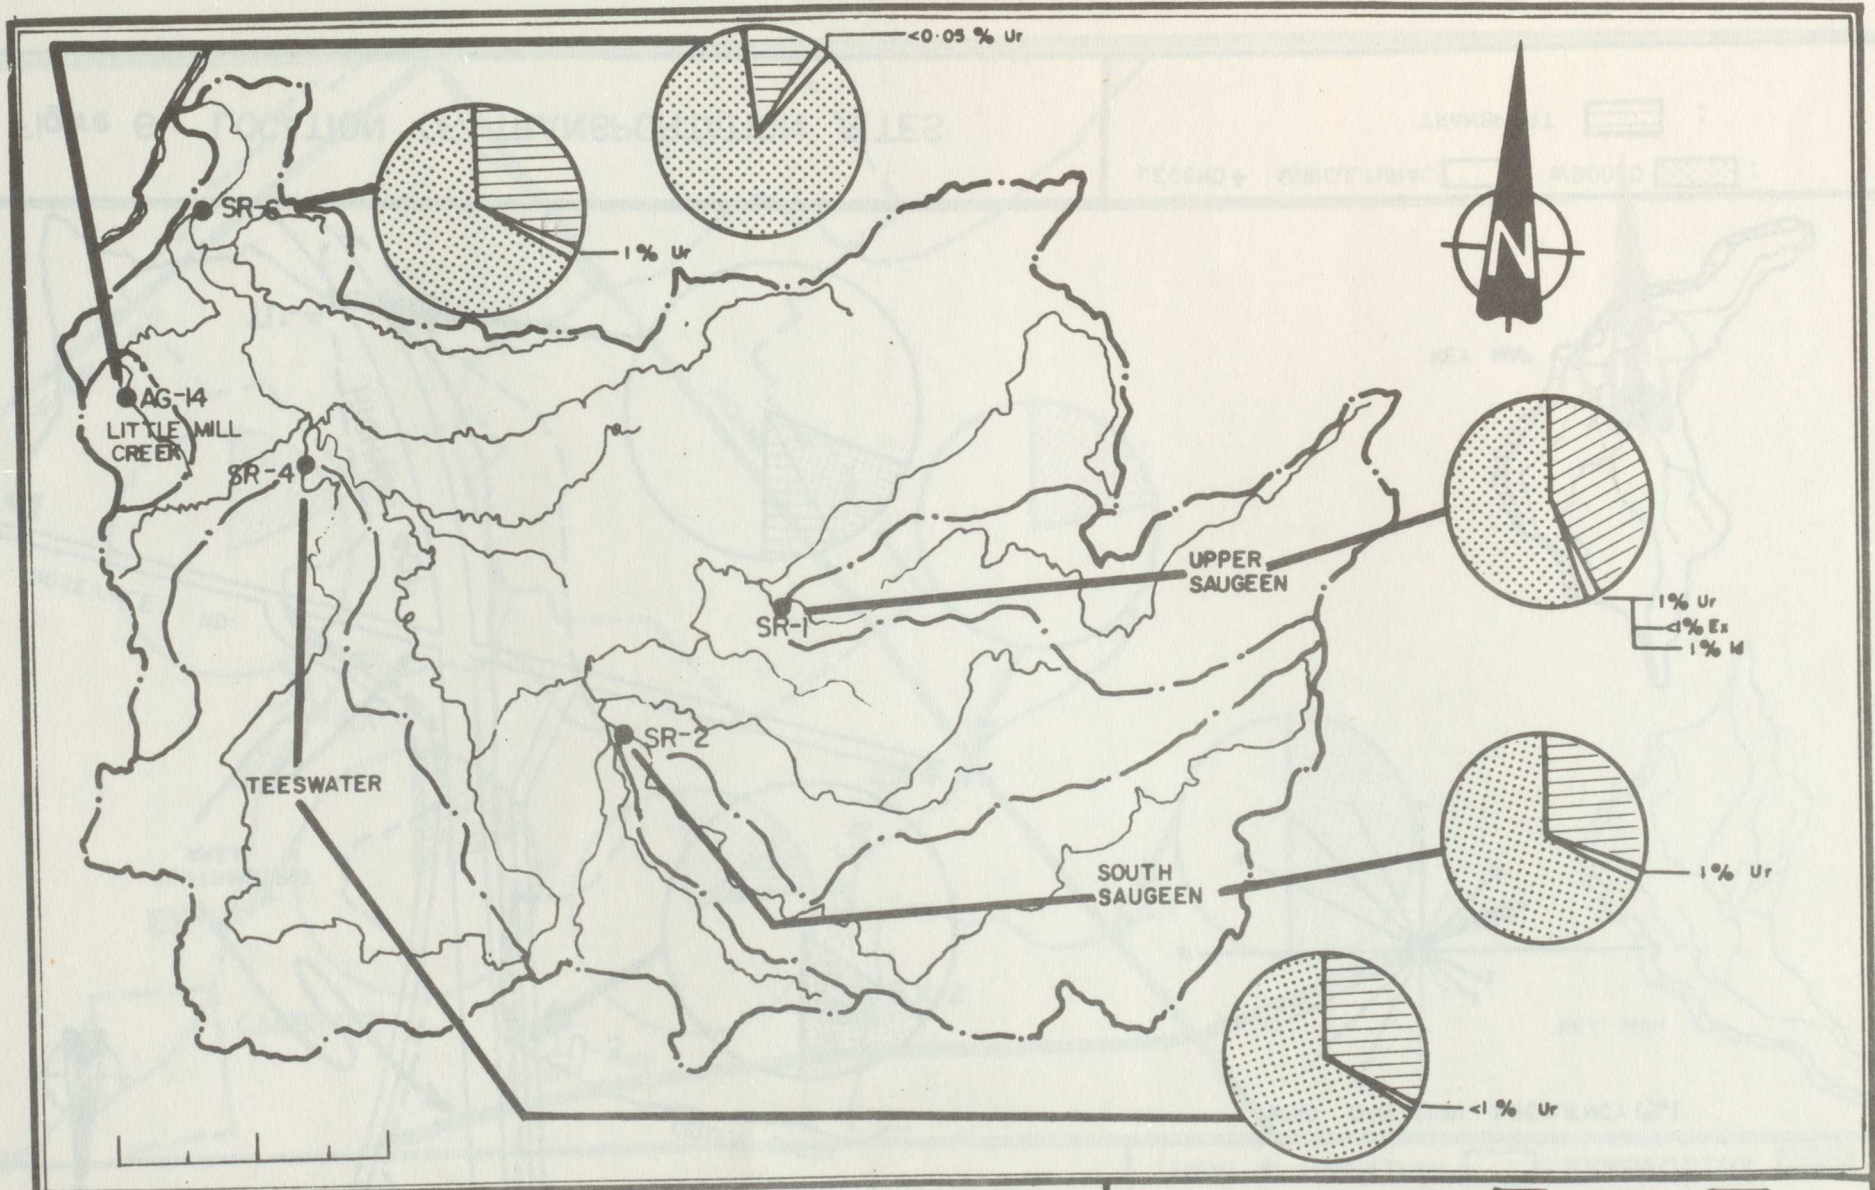 <0.05 % Ur
SR-6
1% Ur
N
AG-14
LITTLE MILL
CREEK
SR-4
UPPER
SAUGEEN
SR-1
1% Ur
<1% Ex
1% Id
SR-2
TEESWATER
1% Ur
SOUTH
SAUGEEN
<1% Ur